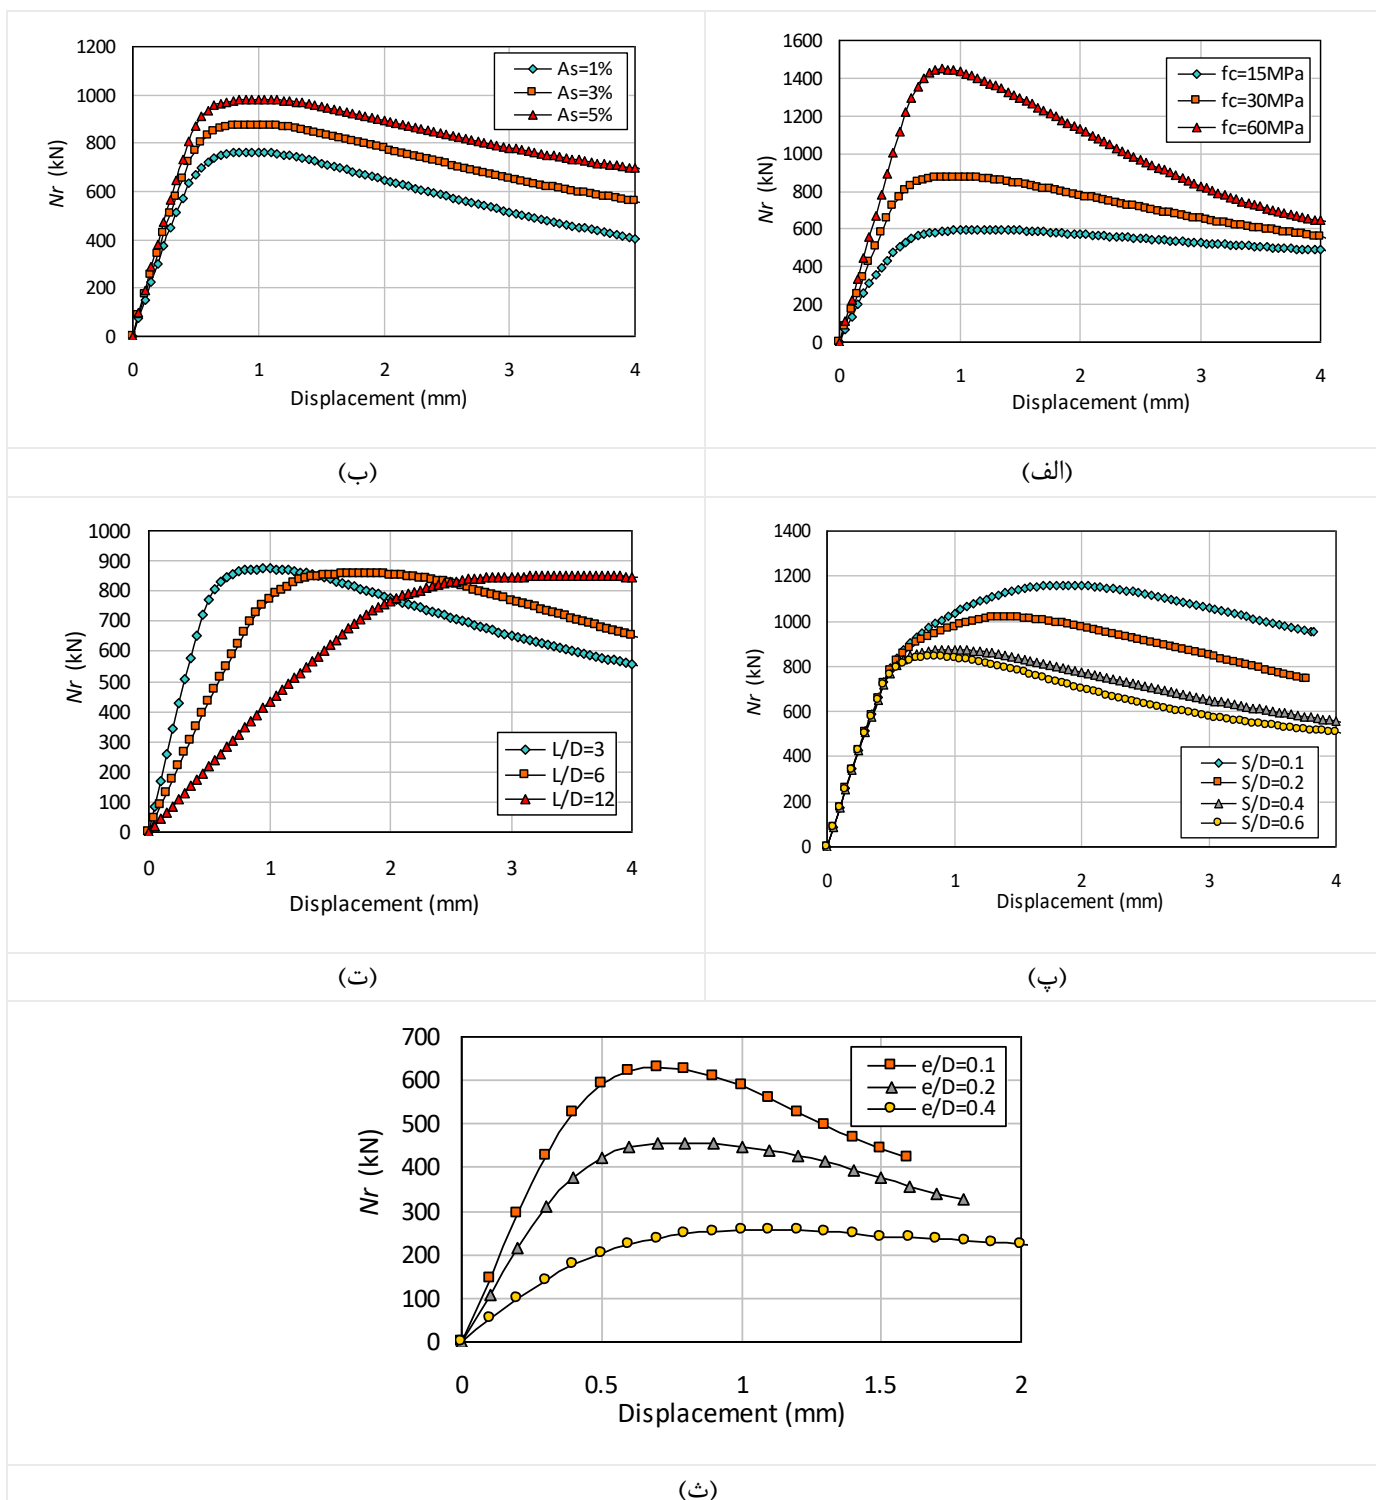 1200
1000
800
600
400
200
0
Nr (kN)
As=1%
As=3%
As=5%
0 1 2 3 4
Displacement (mm)
(ب)
1600
1400
1200
1000
800
600
400
200
0
Nr (kN)
fc=15MPa
fc=30MPa
fc=60MPa
0 1 2 3 4
Displacement (mm)
(الف)
1000
900
800
700
600
500
400
300
200
100
0
Nr (kN)
L/D=3
L/D=6
L/D=12
0 1 2 3 4
Displacement (mm)
(ت)
1400
1200
1000
800
600
400
200
0
Nr (kN)
S/D=0.1
S/D=0.2
S/D=0.4
S/D=0.6
0 1 2 3 4
Displacement (mm)
(پ)
700
600
500
400
300
200
100
0
Nr (kN)
e/D=0.1
e/D=0.2
e/D=0.4
0 0.5 1 1.5 2
Displacement (mm)
(ث)